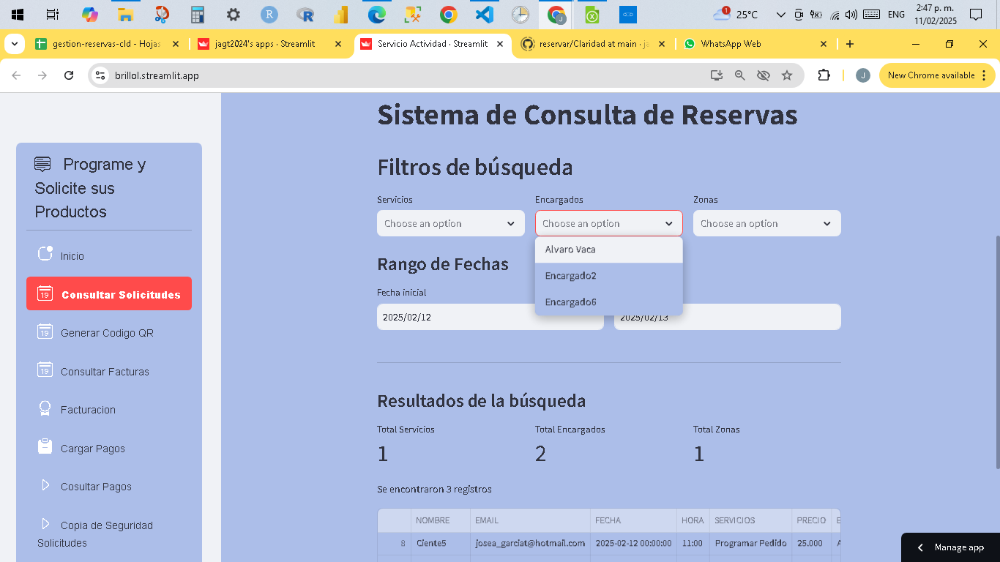 25°C
ENG
2:47 p. m.
11/02/2025
gestion-reservas-cld - Hojas
jagt2024's apps · Streamlit
Servicio Actividad · Streamlit
reservar/Claridad at main · ja
WhatsApp Web
brillol.streamlit.app
J
New Chrome available
Programe y
Solicite sus
Productos
Inicio
Consultar Solicitudes
Generar Codigo QR
Consultar Facturas
Facturacion
Cargar Pagos
Cosultar Pagos
Copia de Seguridad
Solicitudes
Sistema de Consulta de Reservas
Filtros de búsqueda
Servicios Encargados Zonas
Choose an option Choose an option Choose an option
Alvaro Vaca
Encargado2
Encargado6
Rango de Fechas
Fecha inicial
2025/02/12 2025/02/13
Resultados de la búsqueda
Total Servicios Total Encargados Total Zonas
1 2 1
Se encontraron 3 registros
NOMBRE EMAIL FECHA HORA SERVICIOS PRECIO E
8 Ciente5 josea_garciat@hotmail.com 2025-02-12 00:00:00 11:00 Programar Pedido 25.000 A
Manage app